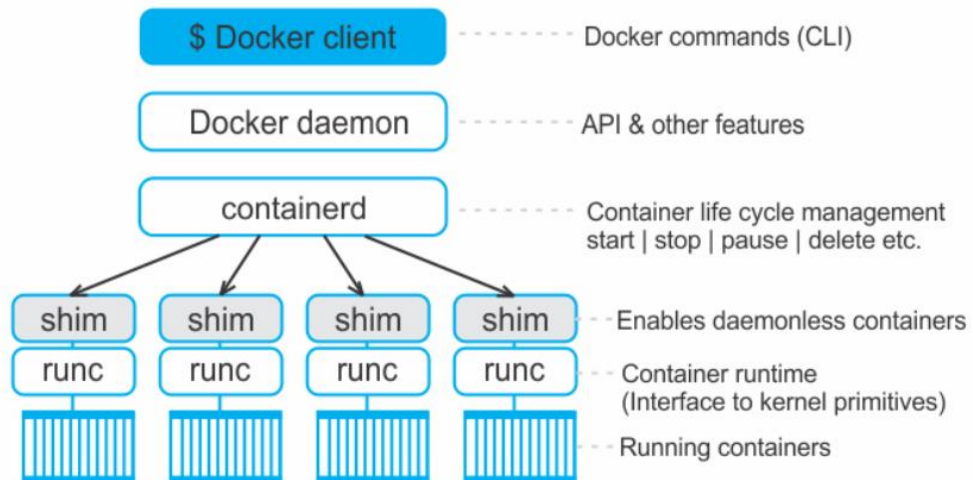 $ Docker client
Docker commands (CLI)
Docker daemon
API & other features
containerd
Container life cycle management
start | stop | pause | delete etc.
shim
shim
shim
shim
Enables daemonless containers
runc
runc
runc
runc
Container runtime
(Interface to kernel primitives)
Running containers